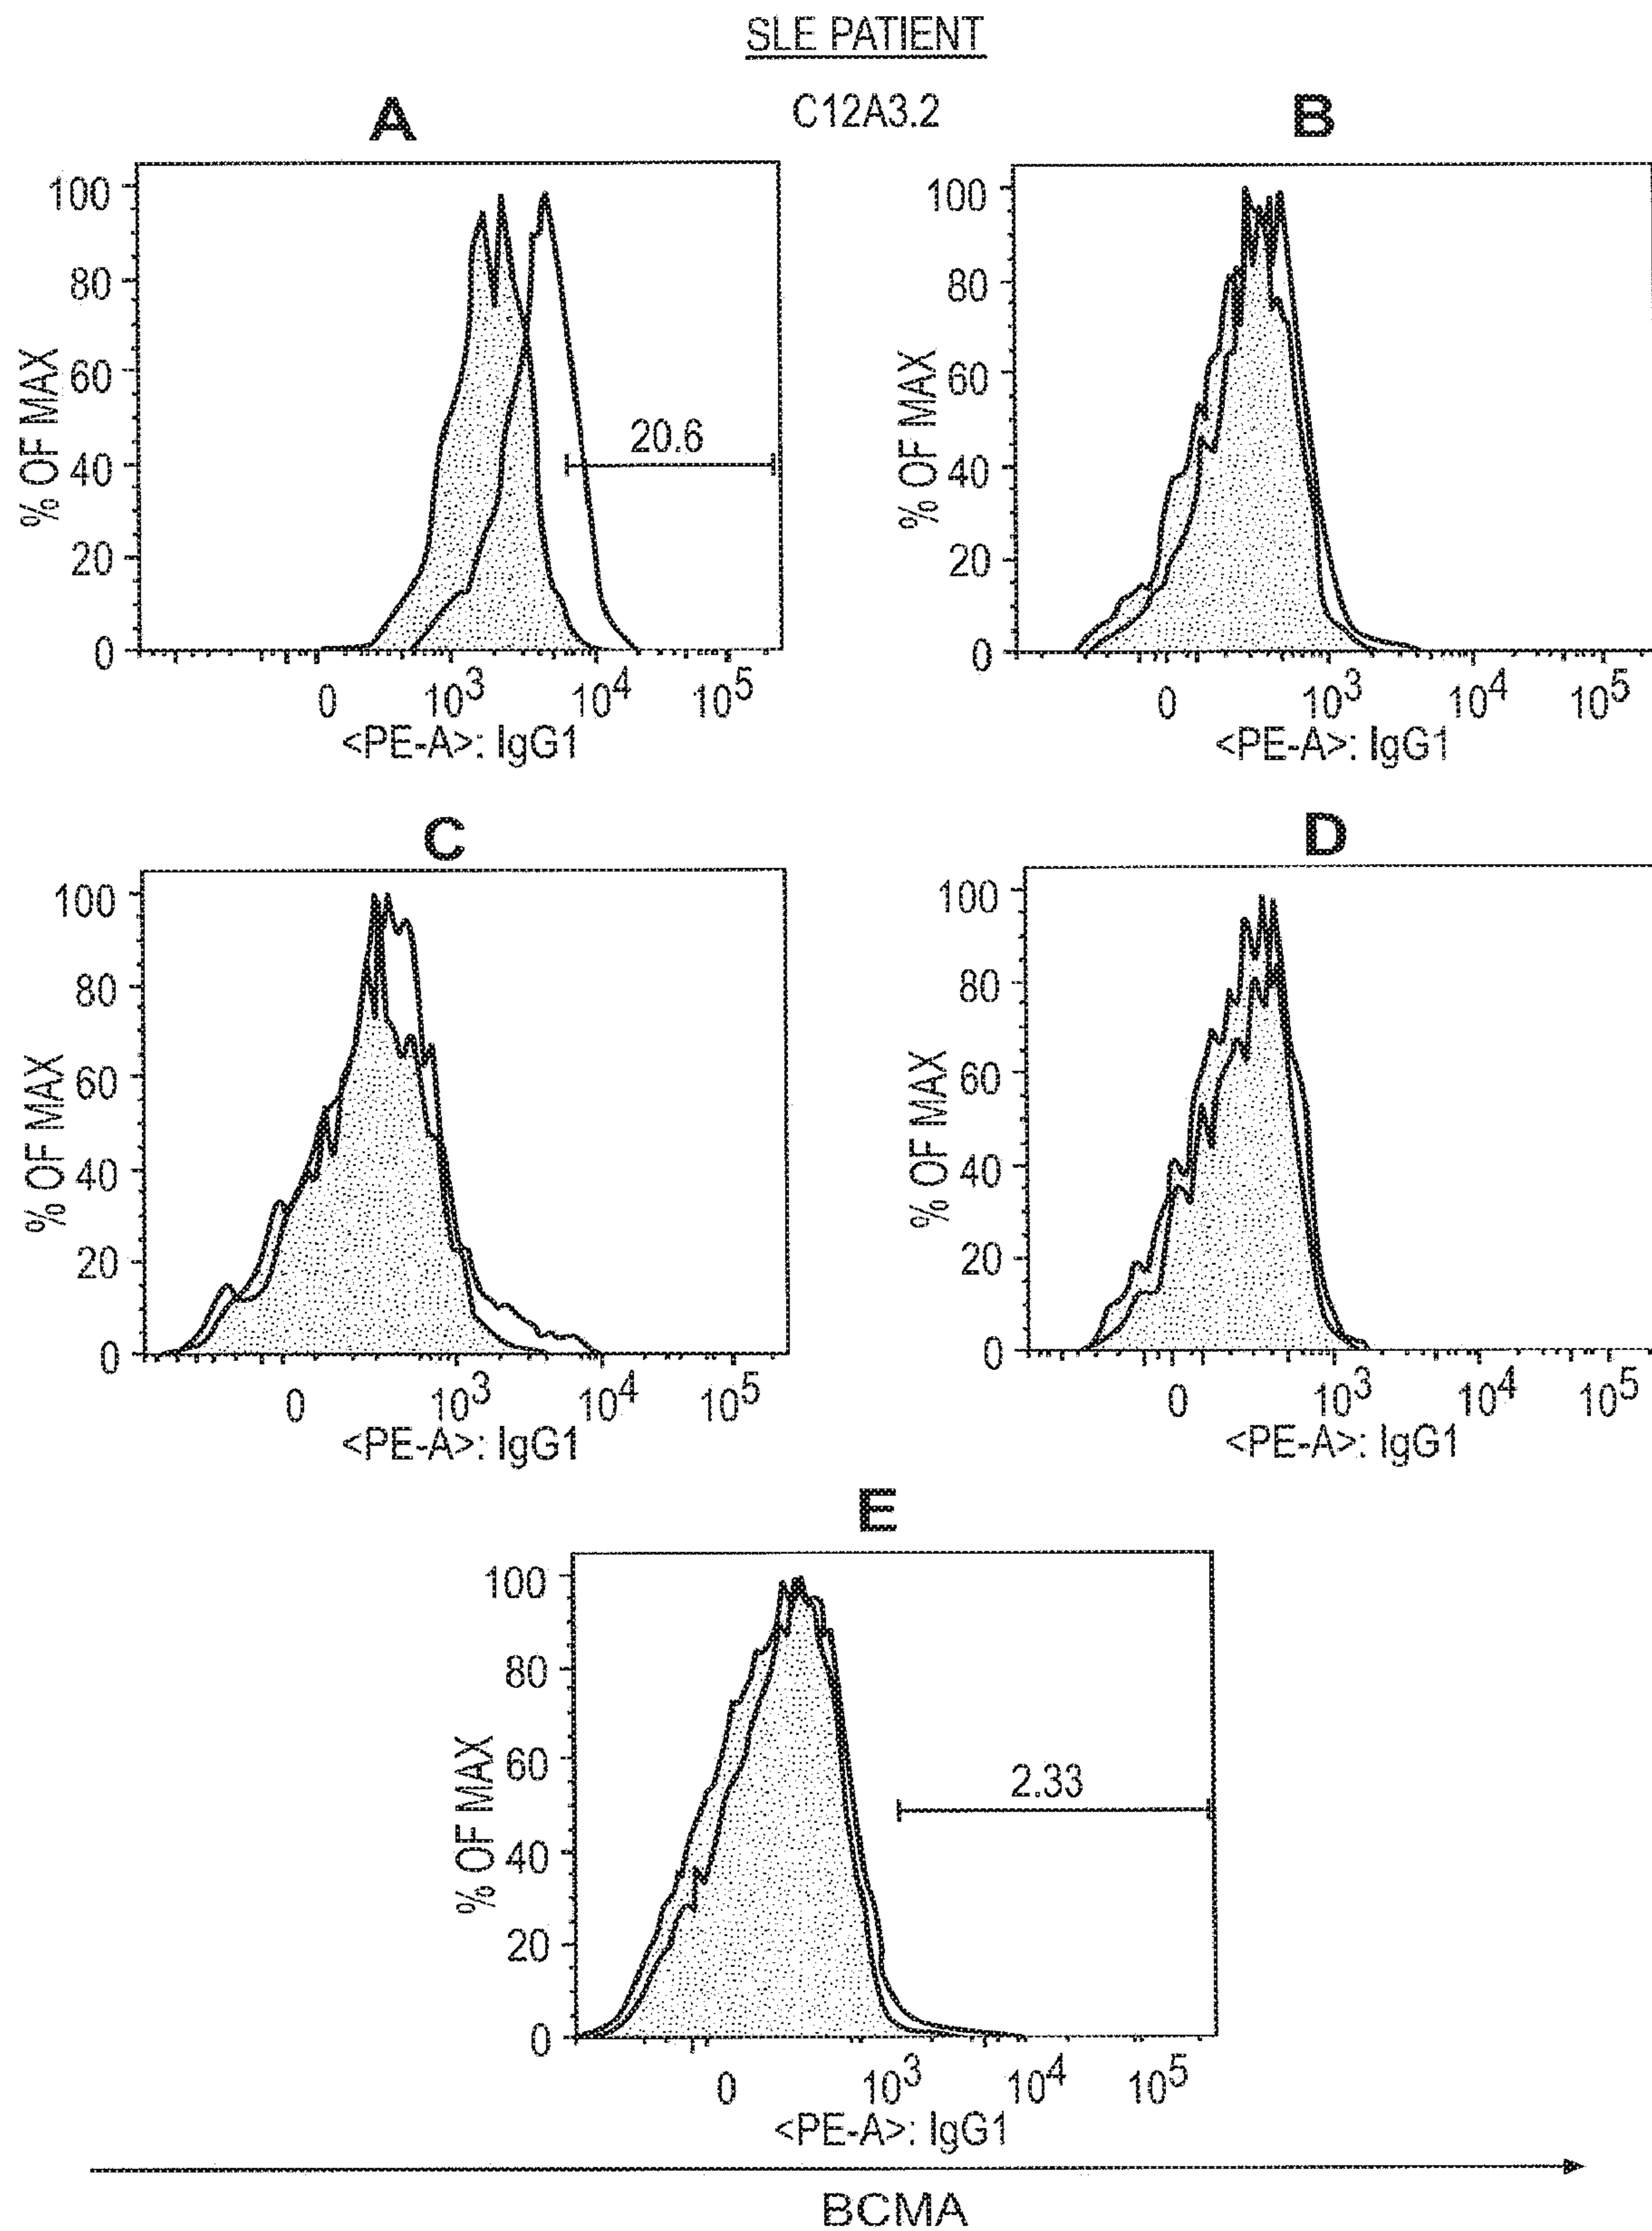 SLE PATIENT
C12A3.2
A
% OF MAX
100
80
60
40
20
0
20.6
0 10³ 10⁴ 10⁵
<PE-A>: IgG1
B
% OF MAX
100
80
60
40
20
0
0 10³ 10⁴ 10⁵
<PE-A>: IgG1
C
% OF MAX
100
80
60
40
20
0
0 10³ 10⁴ 10⁵
<PE-A>: IgG1
D
% OF MAX
100
80
60
40
20
0
0 10³ 10⁴ 10⁵
<PE-A>: IgG1
E
% OF MAX
100
80
60
40
20
0
2.33
0 10³ 10⁴ 10⁵
<PE-A>: IgG1
BCMA